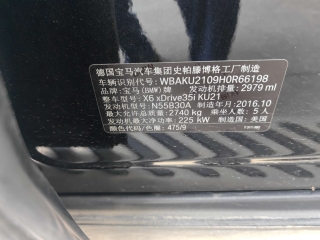 德国宝马汽车集团史帕滕博格工厂制造
车辆识别代号: WBAKU2109H0R66198
品牌: 宝马(BMW)牌 发动机排量: 2979 ml
整车型号: X6 xDrive35i KU21
发动机型号: N55B30A 制造年月: 2016.10
最大允许总质量: 2740 kg 乘坐人数: 5人
发动机最大净功率: 225 kW 制造国: 美国
颜色代码/色漆: 475/9